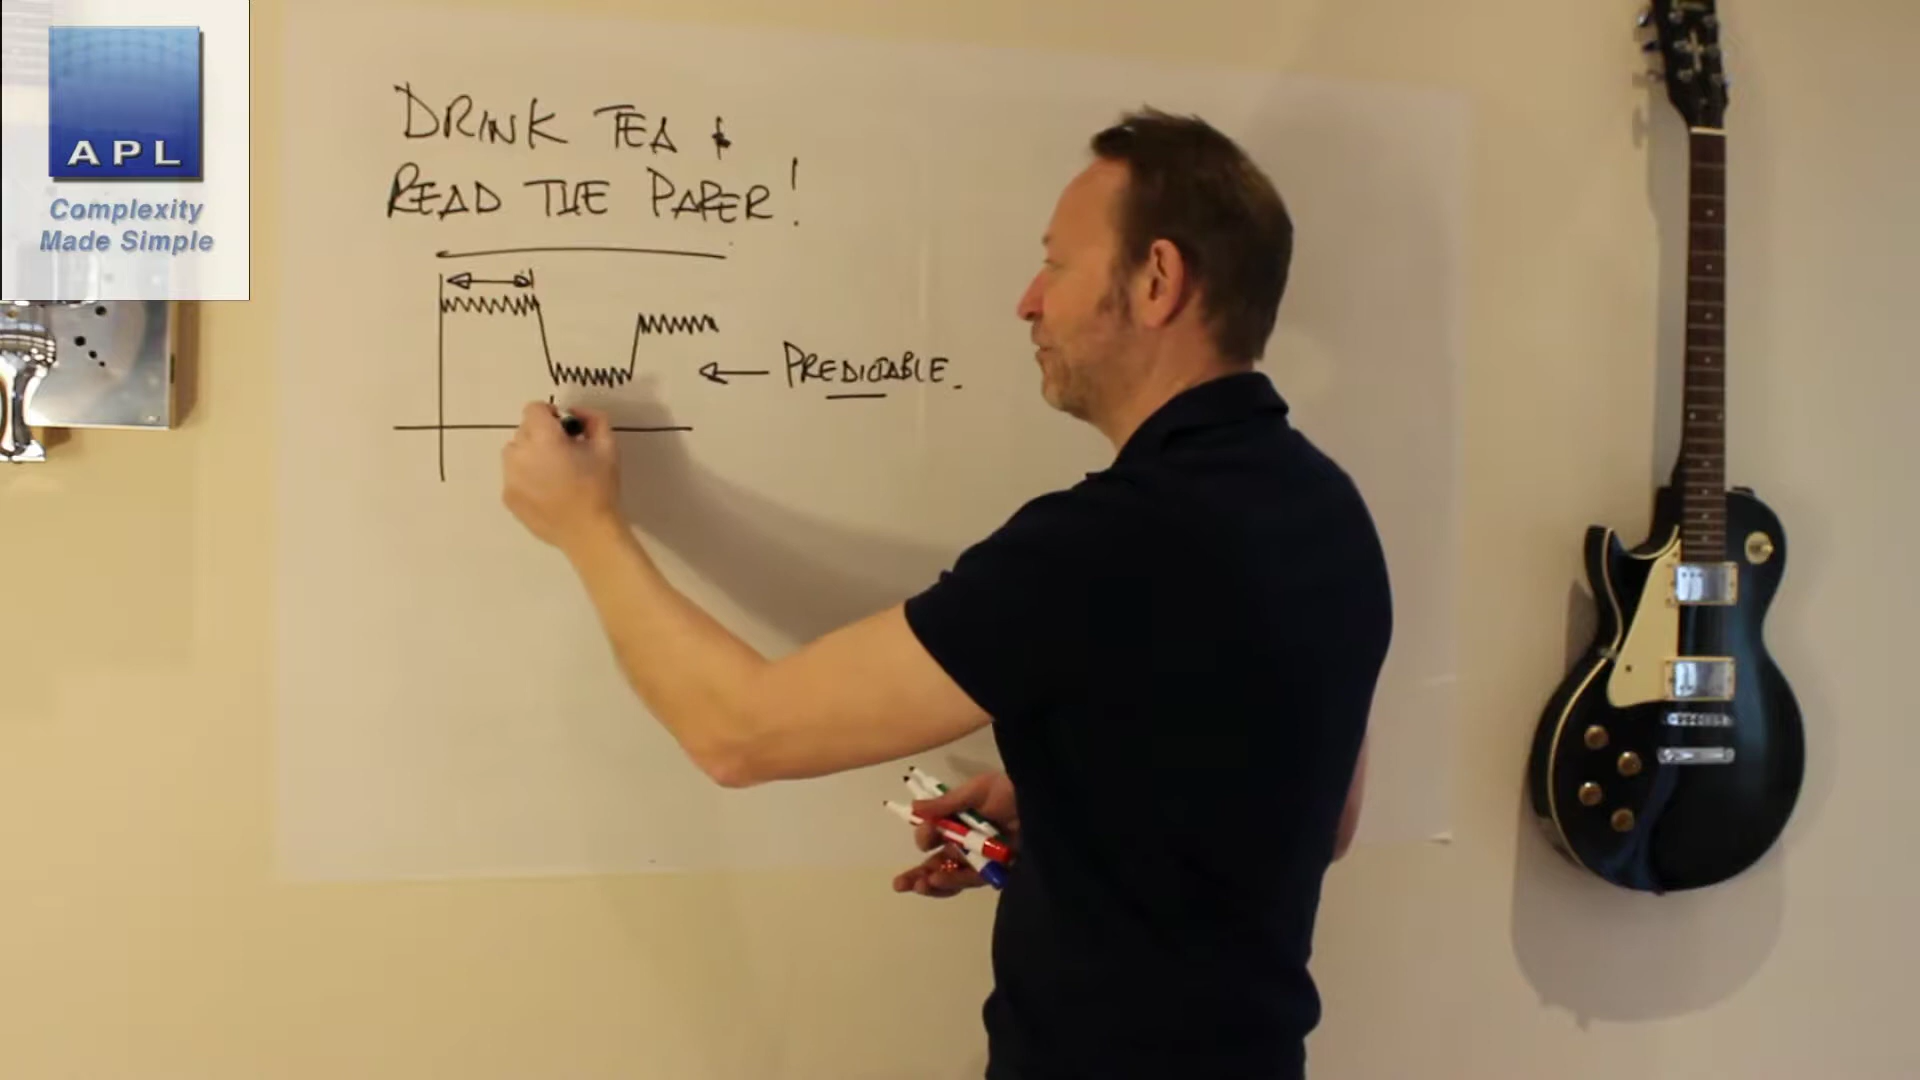 APL
Complexity
Made Simple
DRINK TEA &
READ THE PAPER!
PREDICTABLE.